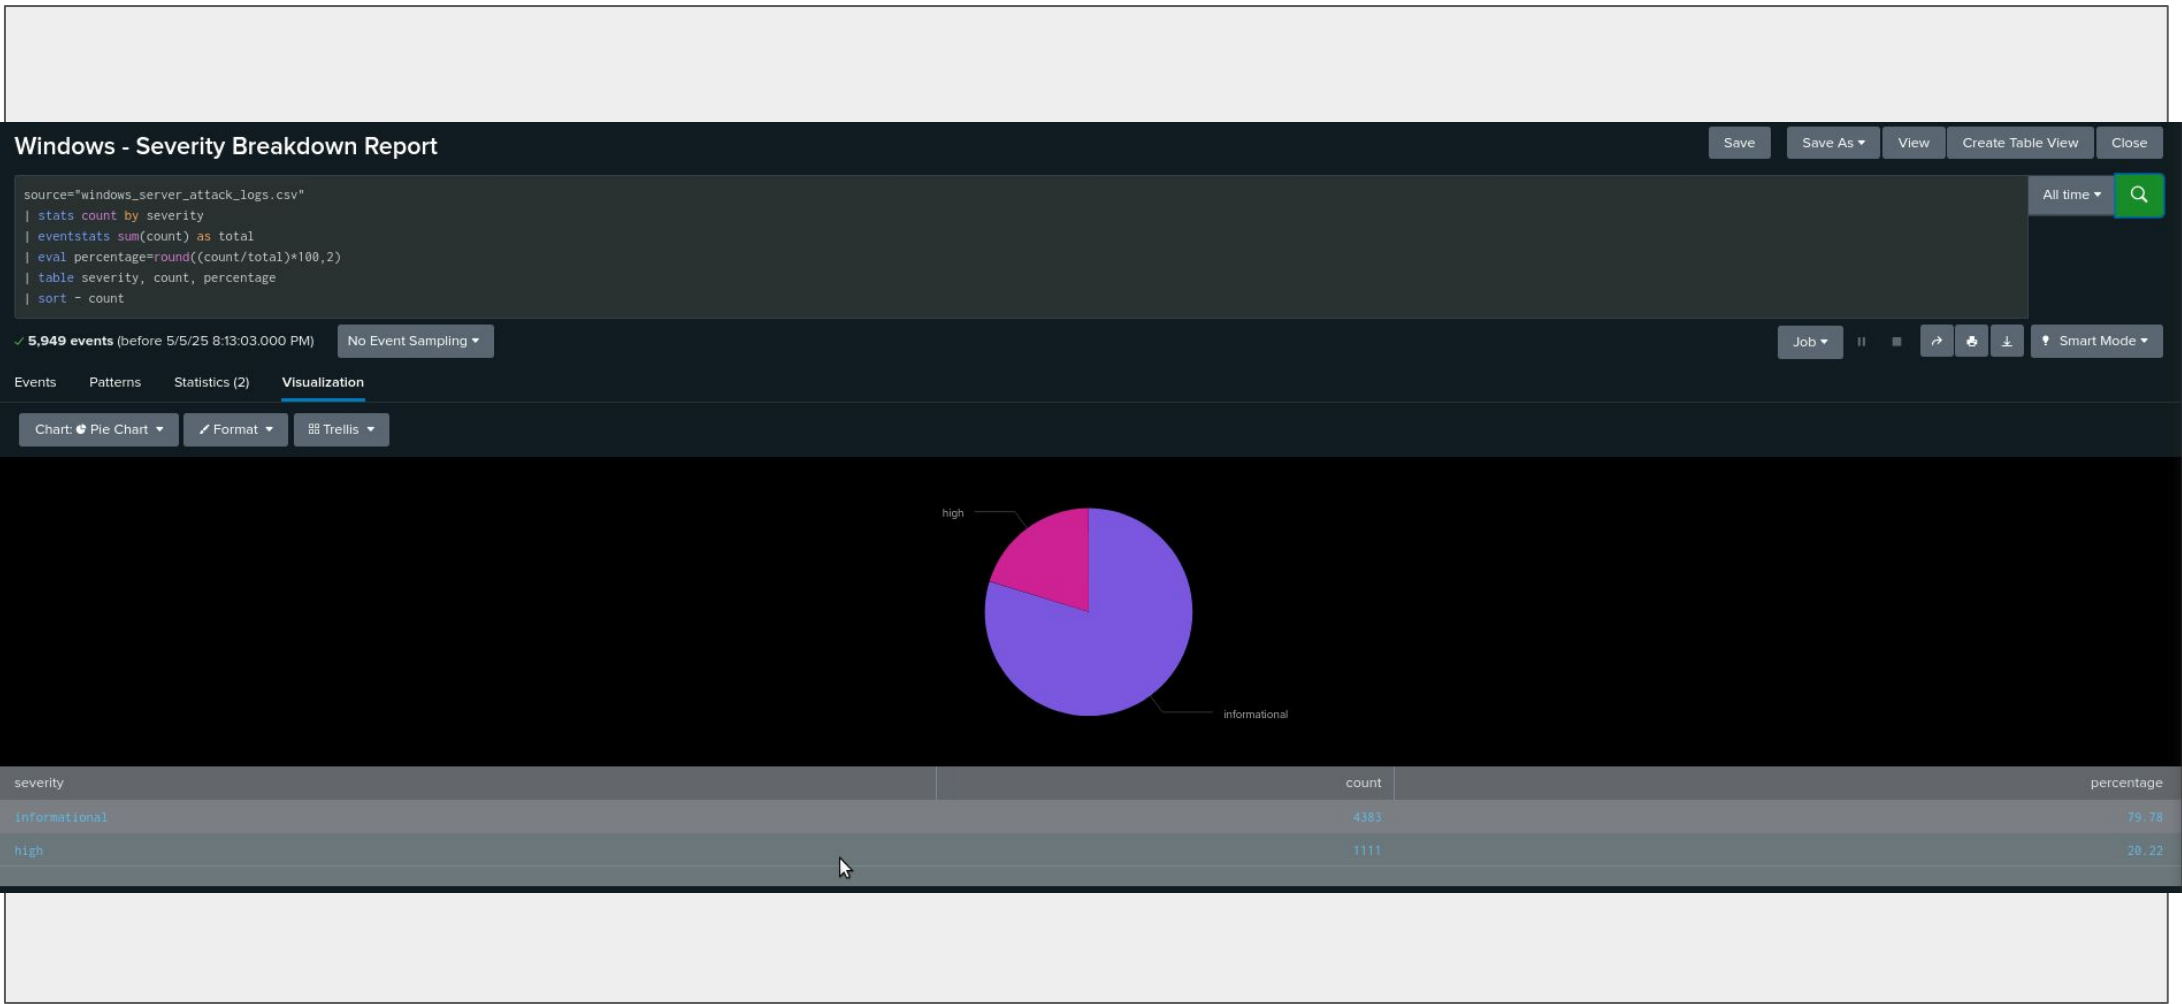 Windows - Severity Breakdown Report
Save
Save As
View
Create Table View
Close
source="windows_server_attack_logs.csv"
| stats count by severity
| eventstats sum(count) as total
| eval percentage=round((count/total)*100,2)
| table severity, count, percentage
| sort - count
All time
5,949 events (before 5/5/25 8:13:03.000 PM)
No Event Sampling
Job
Smart Mode
Events
Patterns
Statistics (2)
Visualization
Chart: Pie Chart
Format
Trellis
high
informational
severity count percentage
informational 4383 79.78
high 1111 20.22